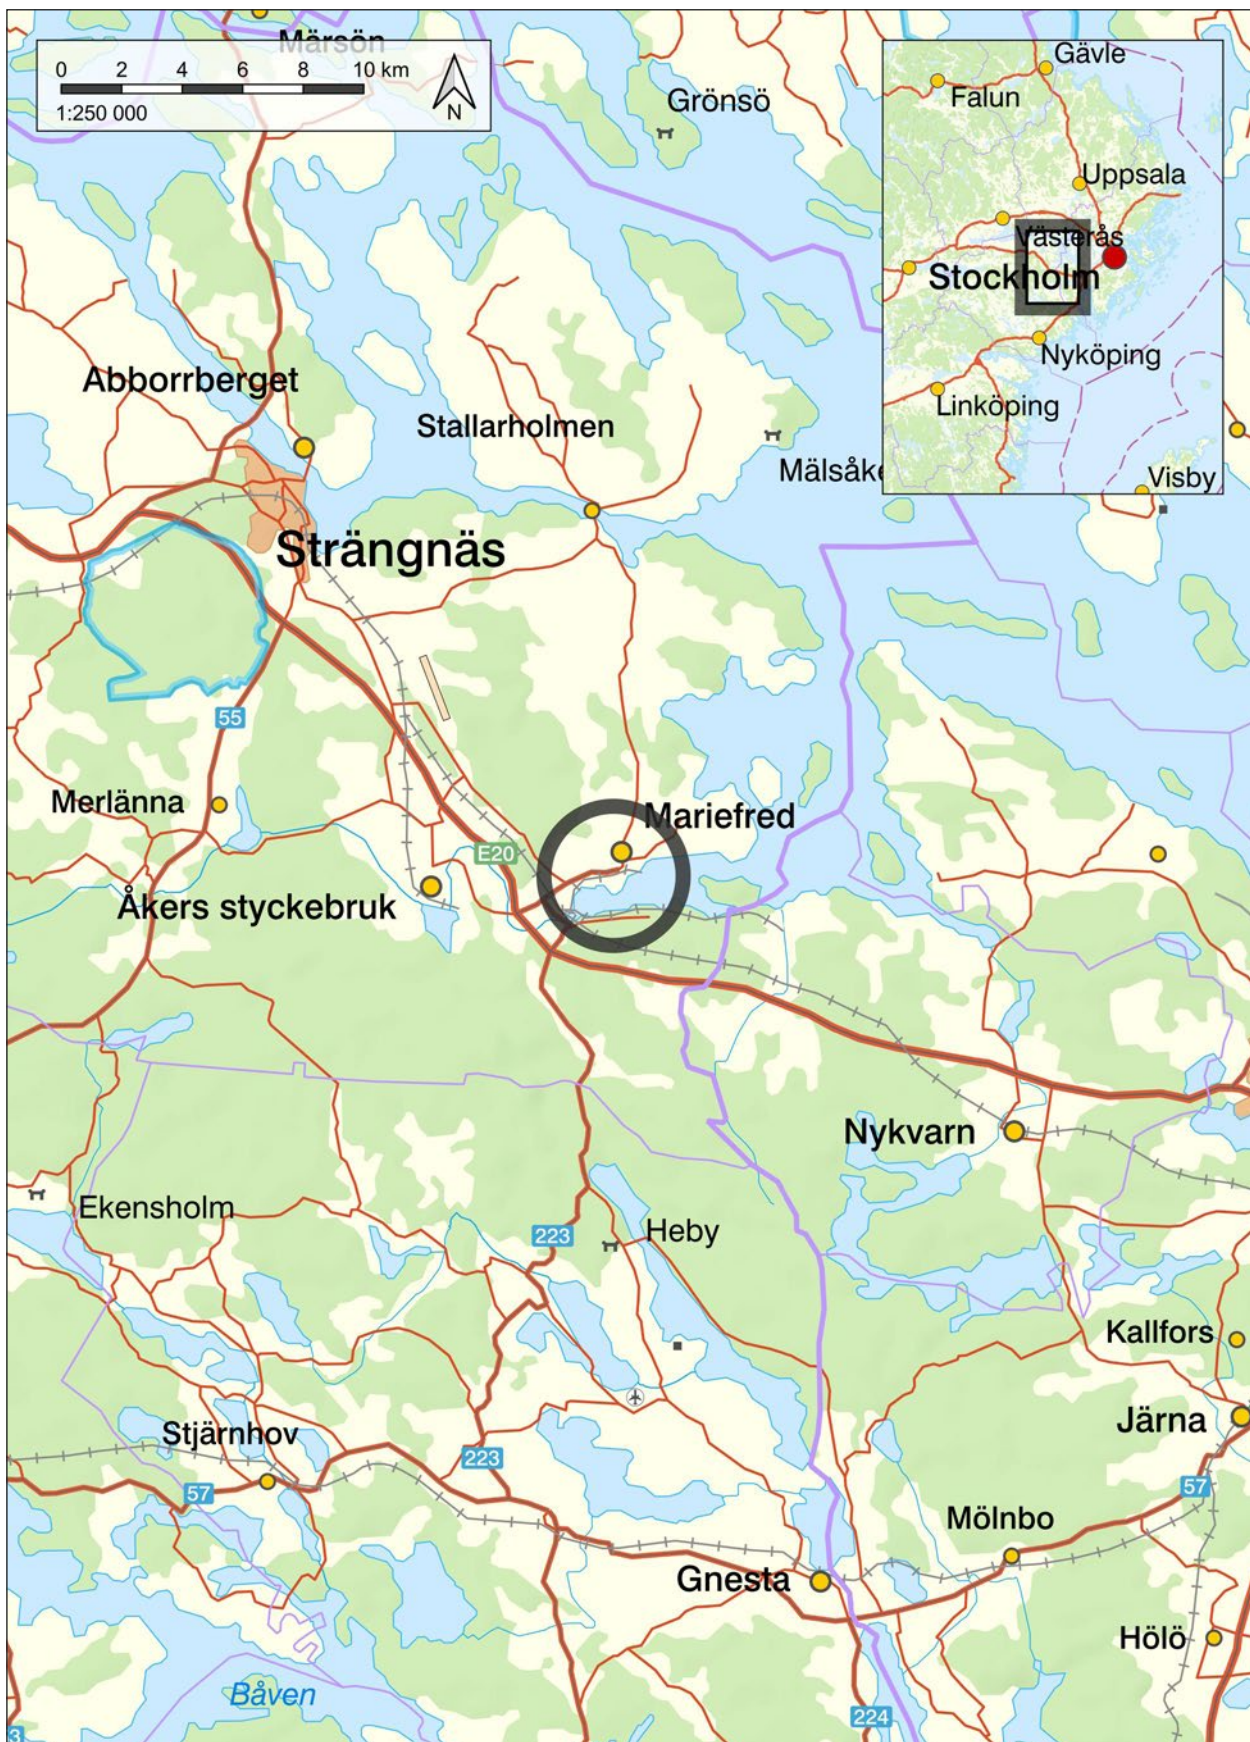 Märsön
0 2 4 6 8 10 km
1:250 000
N
Grönsö
Gävle
Falun
Uppsala
Västerås
Stockholm
Nyköping
Linköping
Visby
Abborrberget
Stallarholmen
Mälsåke
Strängnäs
55
Merlänna
Mariefred
E20
Åkers styckebruk
Nykvarn
Ekensholm
223
Heby
Kallfors
Järna
Stjärnhov
223
57
57
Mölnbo
Gnesta
Hölö
Båven
224
3